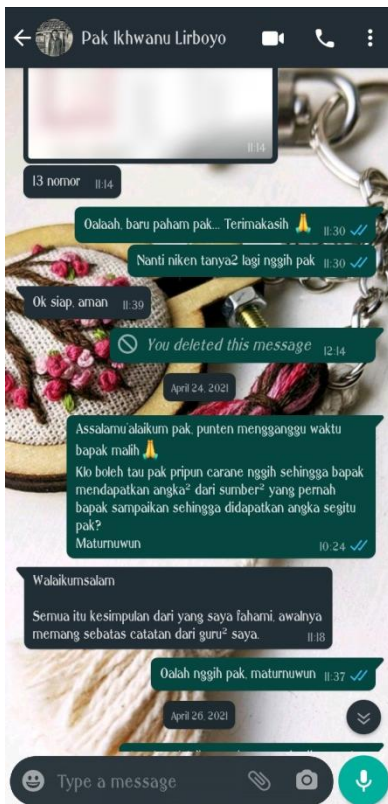 Pak Ikhwanu Lirboyo
11:14
13 nomor 11:14
Oalaah, baru paham pak... Terimakasih 🙏 11:30
Nanti niken tanya2 lagi nggih pak 11:30
Ok siap, aman 11:39
You deleted this message 12:14
April 24, 2021
Assalamu'alaikum pak, punten mengganggu waktu
bapak malih 🙏
Klo boleh tau pak pripun carane nggih sehingga bapak
mendapatkan angka² dari sumber² yang pernah
bapak sampaikan sehingga didapatkan angka segitu
pak?
Maturnuwun 10:24
Walaikumsalam
Semua itu kesimpulan dari yang saya fahami, awalnya
memang sebatas catatan dari guru² saya. 11:18
Oalah nggih pak, maturnuwun 11:37
April 26, 2021
Type a message